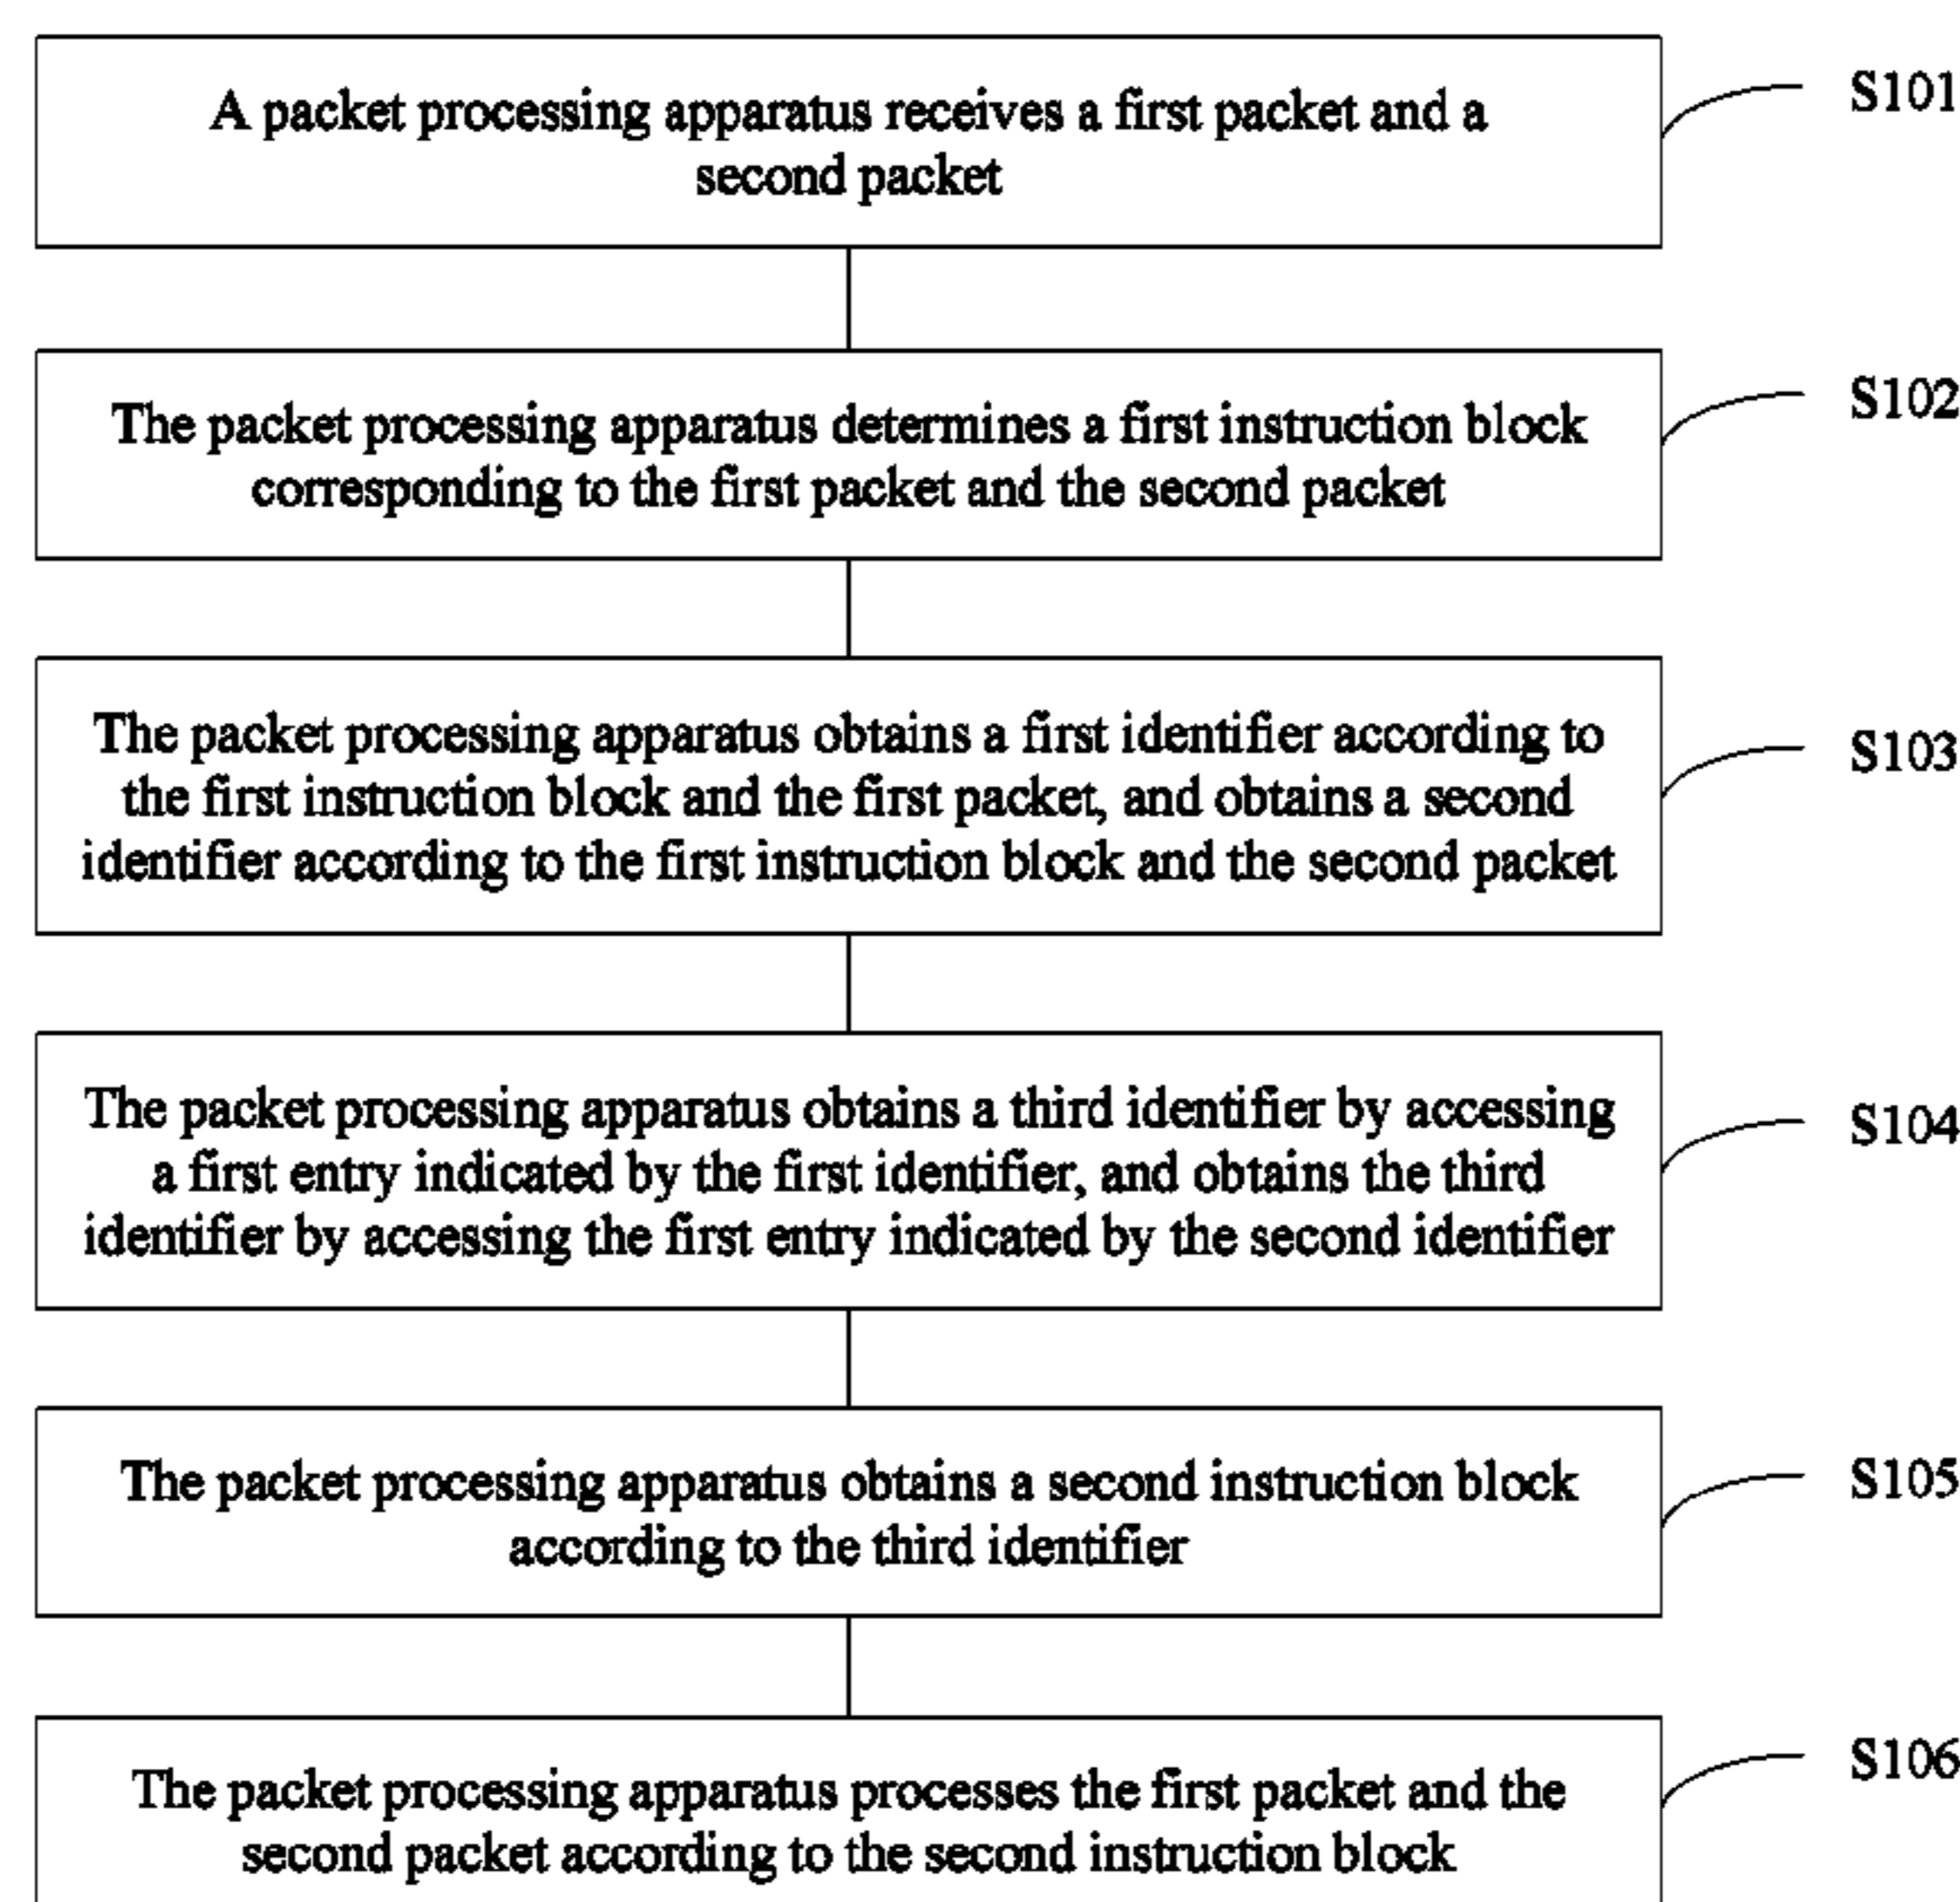 A packet processing apparatus receives a first packet and a
second packet
S101
The packet processing apparatus determines a first instruction block
corresponding to the first packet and the second packet
S102
The packet processing apparatus obtains a first identifier according to
the first instruction block and the first packet, and obtains a second
identifier according to the first instruction block and the second packet
S103
The packet processing apparatus obtains a third identifier by accessing
a first entry indicated by the first identifier, and obtains the third
identifier by accessing the first entry indicated by the second identifier
S104
The packet processing apparatus obtains a second instruction block
according to the third identifier
S105
The packet processing apparatus processes the first packet and the
second packet according to the second instruction block
S106